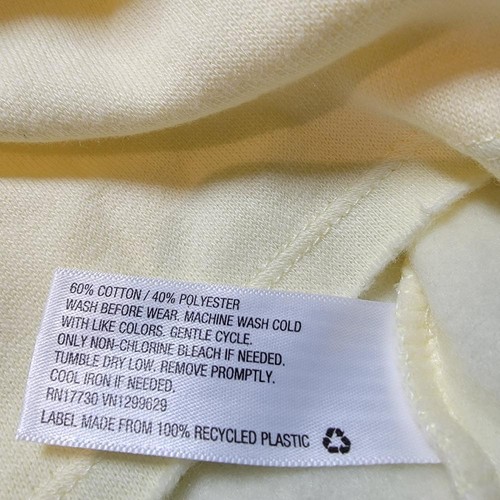 60% COTTON / 40% POLYESTER
WASH BEFORE WEAR. MACHINE WASH COLD
WITH LIKE COLORS. GENTLE CYCLE.
ONLY NON-CHLORINE BLEACH IF NEEDED.
TUMBLE DRY LOW. REMOVE PROMPTLY.
COOL IRON IF NEEDED.
RN17730 VN1299629
LABEL MADE FROM 100% RECYCLED PLASTIC